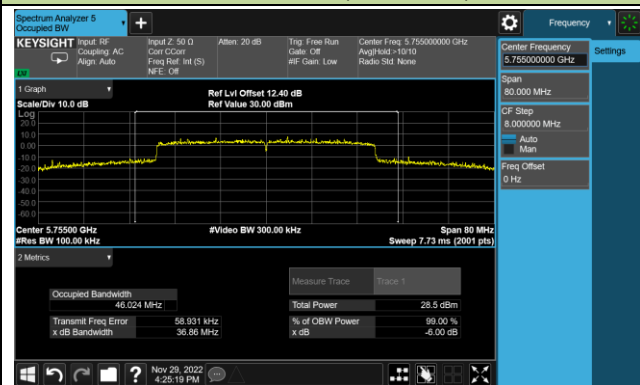 Spectrum Analyzer 5
Occupied BW
Frequency
KEYSIGHT
Input: RF
Coupling: AC
Align: Auto
Input Z: 50 Ω
Corr CCorr
Freq Ref: Int (S)
NFE: Off
Atten: 20 dB
Trig: Free Run
Gate: Off
#IF Gain: Low
Center Freq: 5.755000000 GHz
Avg|Hold:>10/10
Radio Std: None
Center Frequency
5.755000000 GHz
Settings
Span
80.000 MHz
CF Step
8.000000 MHz
Auto
Man
Freq Offset
0 Hz
1 Graph
Scale/Div 10.0 dB
Ref Lvl Offset 12.40 dB
Ref Value 30.00 dBm
Log
20.0
10.0
0.00
-10.0
-20.0
-30.0
-40.0
-50.0
-60.0
Center 5.75500 GHz
#Res BW 100.00 kHz
#Video BW 300.00 kHz
Span 80 MHz
Sweep 7.73 ms (2001 pts)
2 Metrics
Measure Trace
Trace 1
Occupied Bandwidth
46.024 MHz
Total Power
28.5 dBm
Transmit Freq Error
58.931 kHz
% of OBW Power
99.00 %
x dB Bandwidth
36.86 MHz
x dB
-6.00 dB
Nov 29, 2022
4:25:19 PM